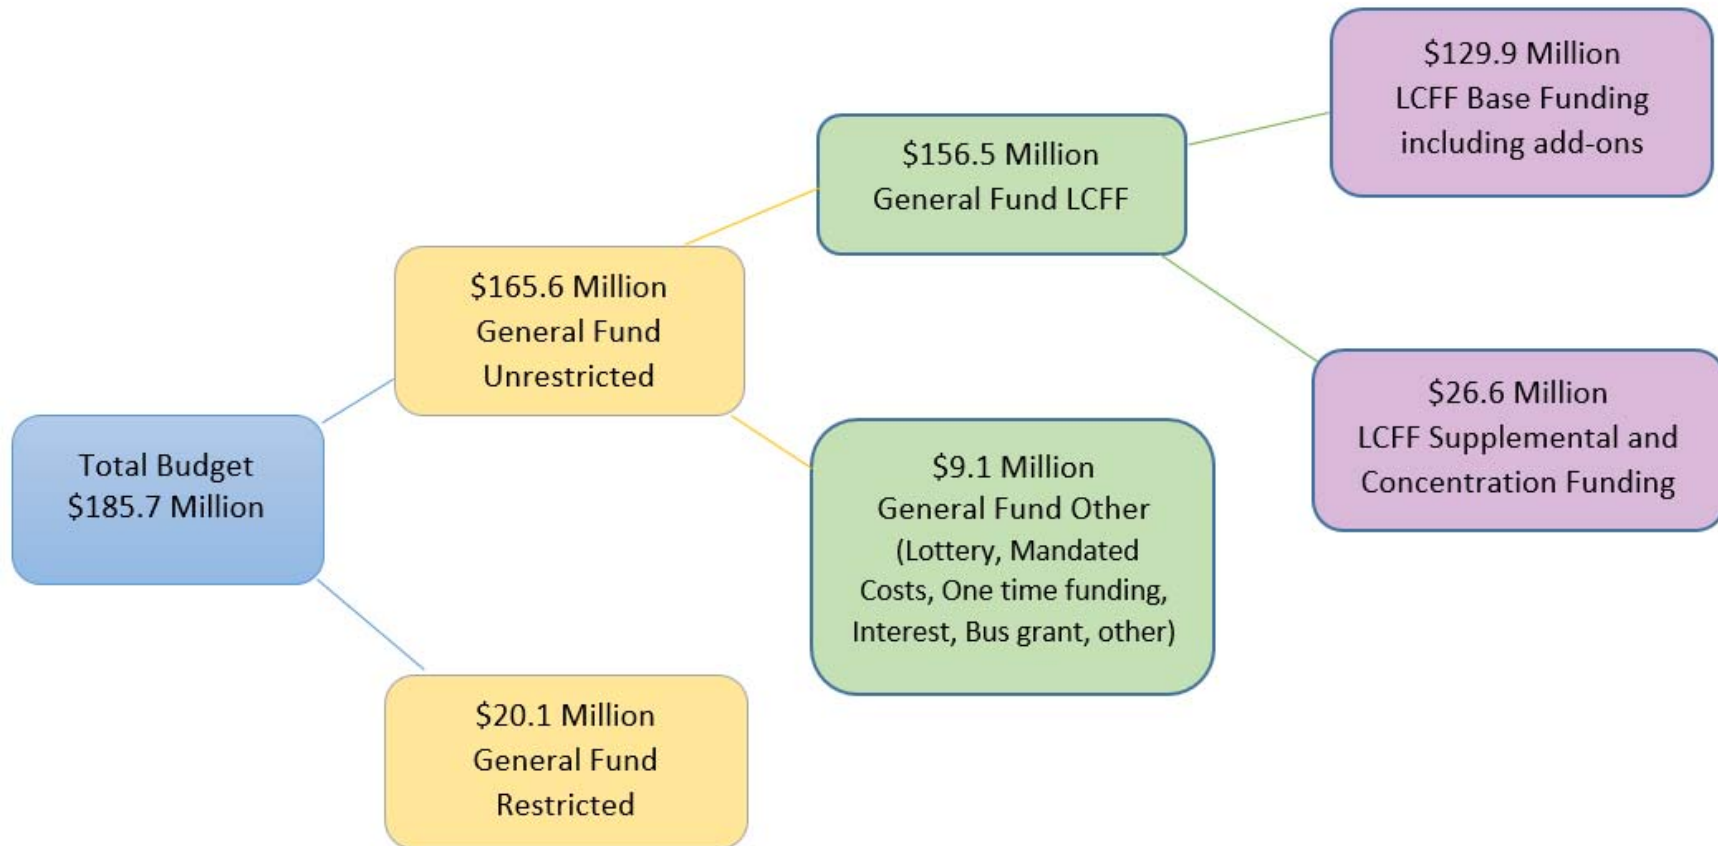 Total Budget
$185.7 Million
$165.6 Million
General Fund
Unrestricted
$20.1 Million
General Fund
Restricted
$156.5 Million
General Fund LCFF
$9.1 Million
General Fund Other
(Lottery, Mandated
Costs, One time funding,
Interest, Bus grant, other)
$129.9 Million
LCFF Base Funding
including add-ons
$26.6 Million
LCFF Supplemental and
Concentration Funding